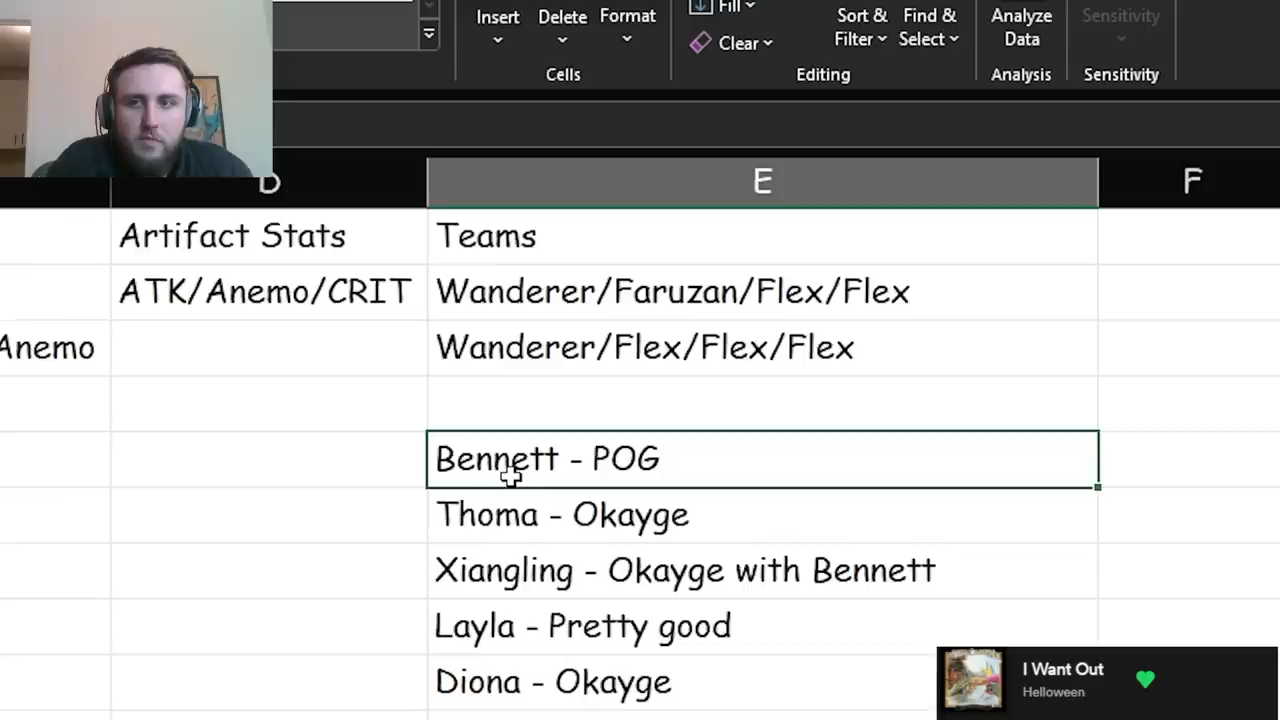 Insert
Delete
Format
Cells
Fill
Clear
Sort &
Filter
Find &
Select
Editing
Analyze
Data
Analysis
Sensitivity
Sensitivity
D
E
F
Artifact Stats
Teams
ATK/Anemo/CRIT
Wanderer/Faruzan/Flex/Flex
Anemo
Wanderer/Flex/Flex/Flex
Bennett - POG
Thoma - Okayge
Xiangling - Okayge with Bennett
Layla - Pretty good
Diona - Okayge
I Want Out
Helloween